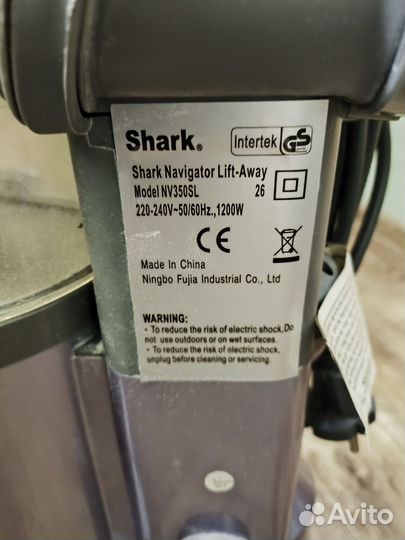 Shark®
Intertek GS
Shark Navigator Lift-Away
Model NV350SL 26
220-240V~50/60Hz.,1200W
CE
Made In China
Ningbo Fujia Industrial Co., Ltd
WARNING:
· To reduce the risk of electric shock,Do
not use outdoors or on wet surfaces.
· To reduce the risk of electric shock,
unplug before cleaning or servicing.
Avito